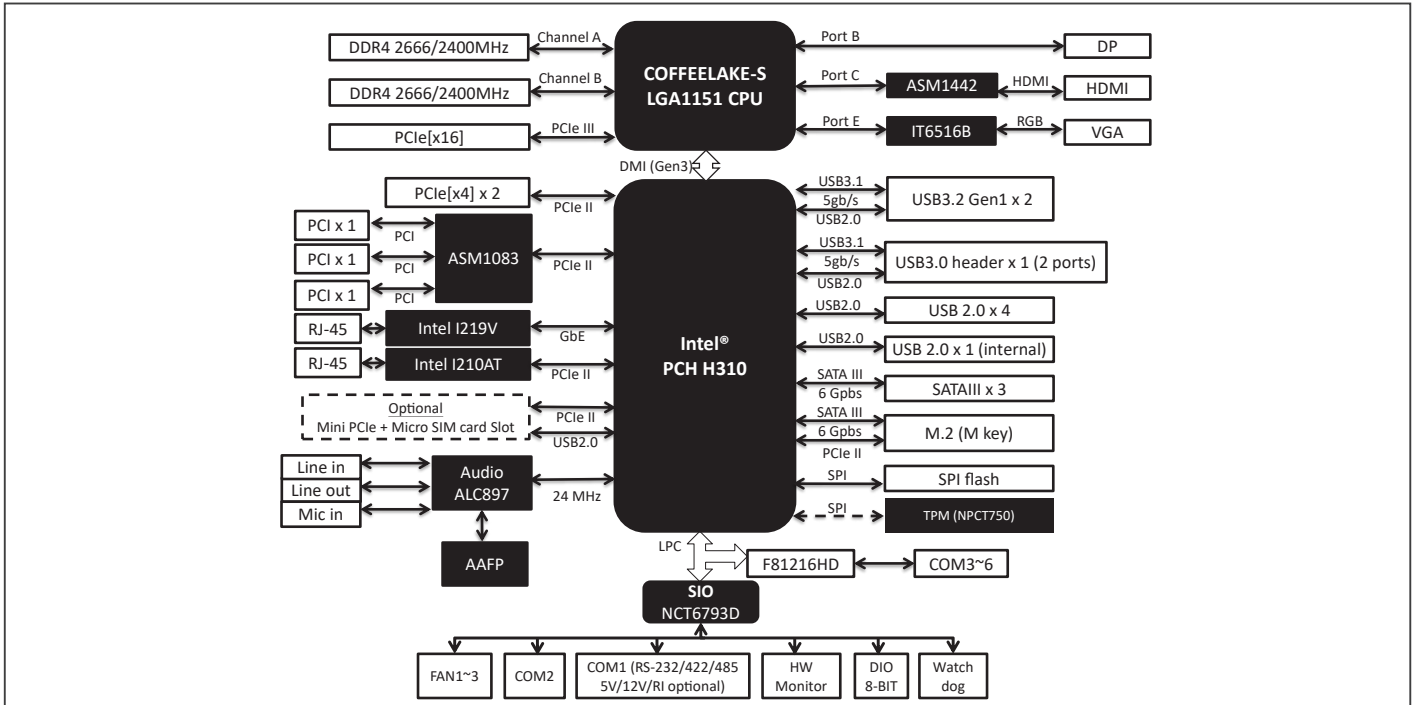 DDR4 2666/2400MHz
Channel A
DDR4 2666/2400MHz
Channel B
PCIe[x16]
PCIe III
COFFEELAKE-S
LGA1151 CPU
Port B
DP
Port C
ASM1442
HDMI
HDMI
Port E
IT6516B
RGB
VGA
DMI (Gen3)
PCIe[x4] x 2
PCIe II
PCI x 1
PCI
PCI x 1
PCI
PCI x 1
PCI
ASM1083
PCIe II
RJ-45
Intel I219V
GbE
RJ-45
Intel I210AT
PCIe II
Optional
Mini PCIe + Micro SIM card Slot
PCIe II
USB2.0
Line in
Line out
Mic in
Audio
ALC897
24 MHz
AAFP
Intel®
PCH H310
USB3.1
5gb/s
USB2.0
USB3.2 Gen1 x 2
USB3.1
5gb/s
USB2.0
USB3.0 header x 1 (2 ports)
USB2.0
USB 2.0 x 4
USB2.0
USB 2.0 x 1 (internal)
SATA III
6 Gpbs
SATAIII x 3
SATA III
6 Gpbs
PCIe II
M.2 (M key)
SPI
SPI flash
SPI
TPM (NPCT750)
LPC
F81216HD
COM3~6
SIO
NCT6793D
FAN1~3
COM2
COM1 (RS-232/422/485
5V/12V/RI optional)
HW
Monitor
DIO
8-BIT
Watch
dog